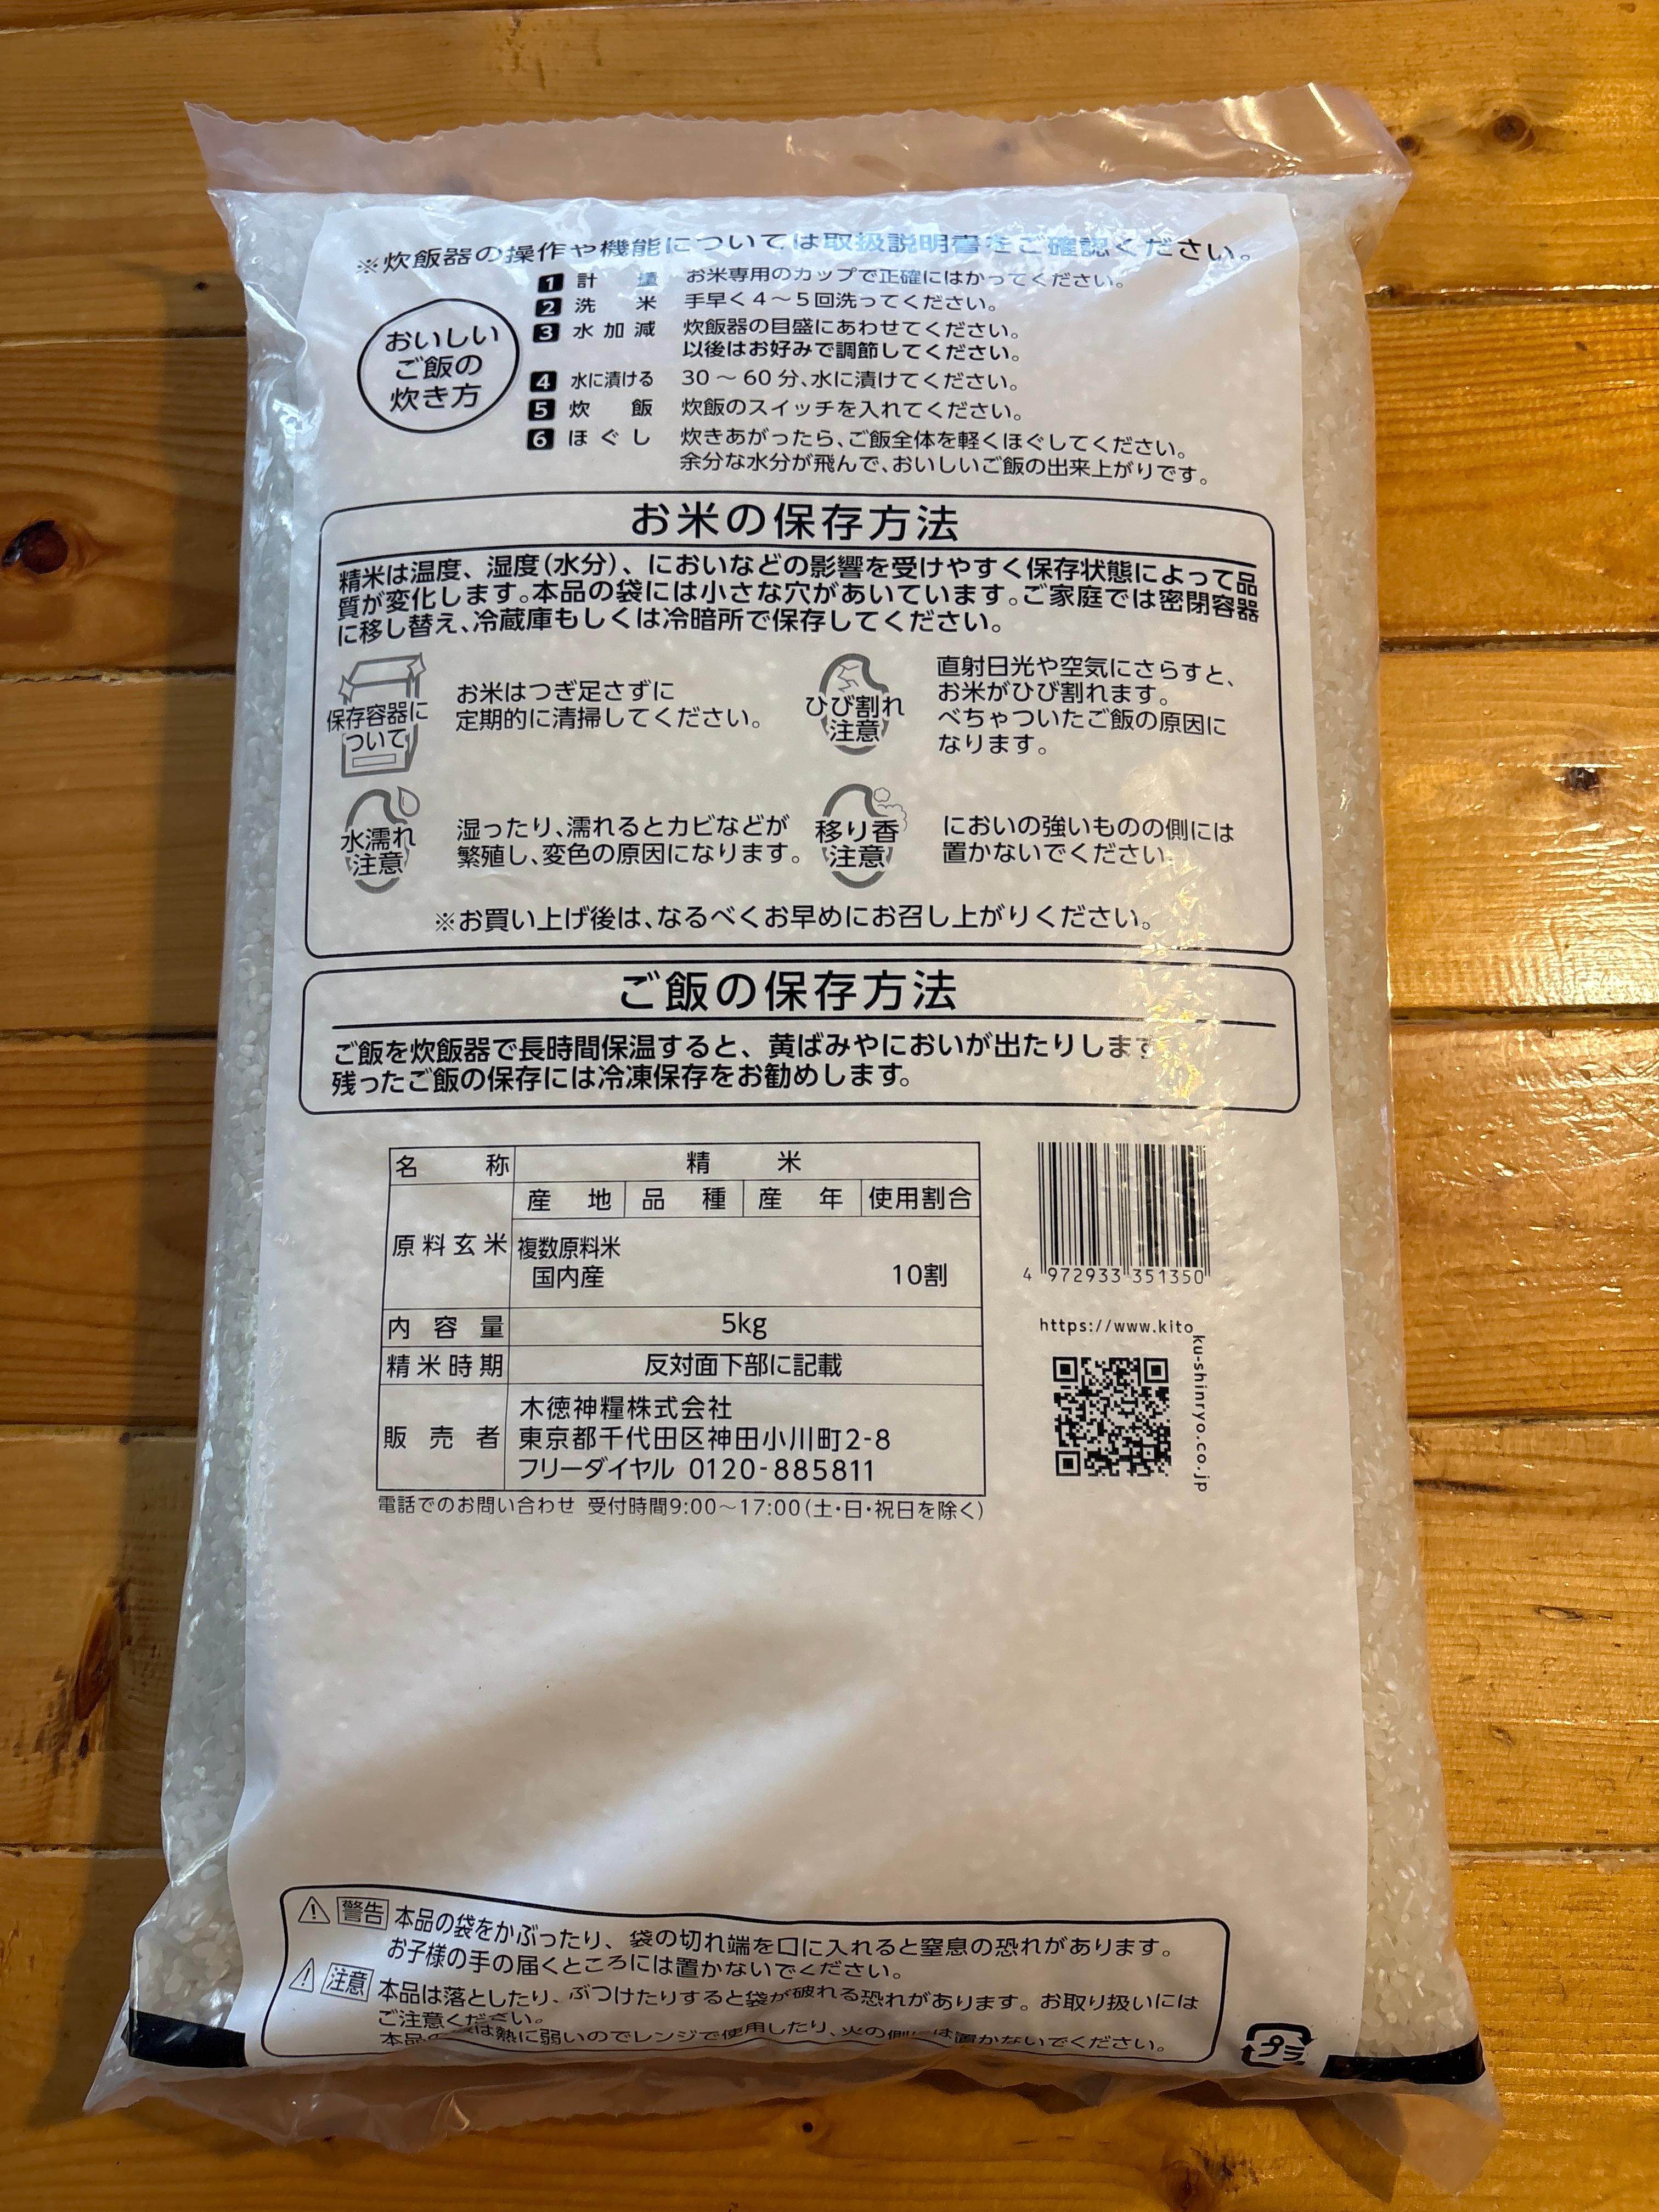 ※炊飯器の操作や機能については取扱説明書をご確認ください。
おいしい
ご飯の
炊き方
1 計量 お米専用のカップで正確にはかってください。
2 洗米 手早く4〜5回洗ってください。
3 水加減 炊飯器の目盛にあわせてください。
以後はお好みで調節してください。
4 水に漬ける 30〜60分、水に漬けてください。
5 炊飯 炊飯のスイッチを入れてください。
6 ほぐし 炊きあがったら、ご飯全体を軽くほぐしてください。
余分な水分が飛んで、おいしいご飯の出来上がりです。
お米の保存方法
精米は温度、湿度(水分)、においなどの影響を受けやすく保存状態によって品
質が変化します。本品の袋には小さな穴があいています。ご家庭では密閉容器
に移し替え、冷蔵庫もしくは冷暗所で保存してください。
保存容器に
ついて
お米はつぎ足さずに
定期的に清掃してください。
ひび割れ
注意
直射日光や空気にさらすと、
お米がひび割れます。
べちゃついたご飯の原因に
なります。
水濡れ
注意
湿ったり、濡れるとカビなどが
繁殖し、変色の原因になります。
移り香
注意
においの強いものの側には
置かないでください。
※お買い上げ後は、なるべくお早めにお召し上がりください。
ご飯の保存方法
ご飯を炊飯器で長時間保温すると、黄ばみやにおいが出たりします
残ったご飯の保存には冷凍保存をお勧めします。
名称 精米
原料玄米 産地 品種 産年 使用割合
複数原料米
国内産 10割
内容量 5kg
精米時期 反対面下部に記載
販売者 木徳神糧株式会社
東京都千代田区神田小川町2-8
フリーダイヤル 0120-885811
電話でのお問い合わせ 受付時間9:00〜17:00(土・日・祝日を除く)
4 972933 351350
https://www.kitoku-shinryo.co.jp
警告 本品の袋をかぶったり、袋の切れ端を口に入れると窒息の恐れがあります。
お子様の手の届くところには置かないでください。
注意 本品は落としたり、ぶつけたりすると袋が破れる恐れがあります。お取り扱いには
ご注意ください。
本品の は熱に弱いのでレンジで使用したり、火の側には置かないでください。
プラ